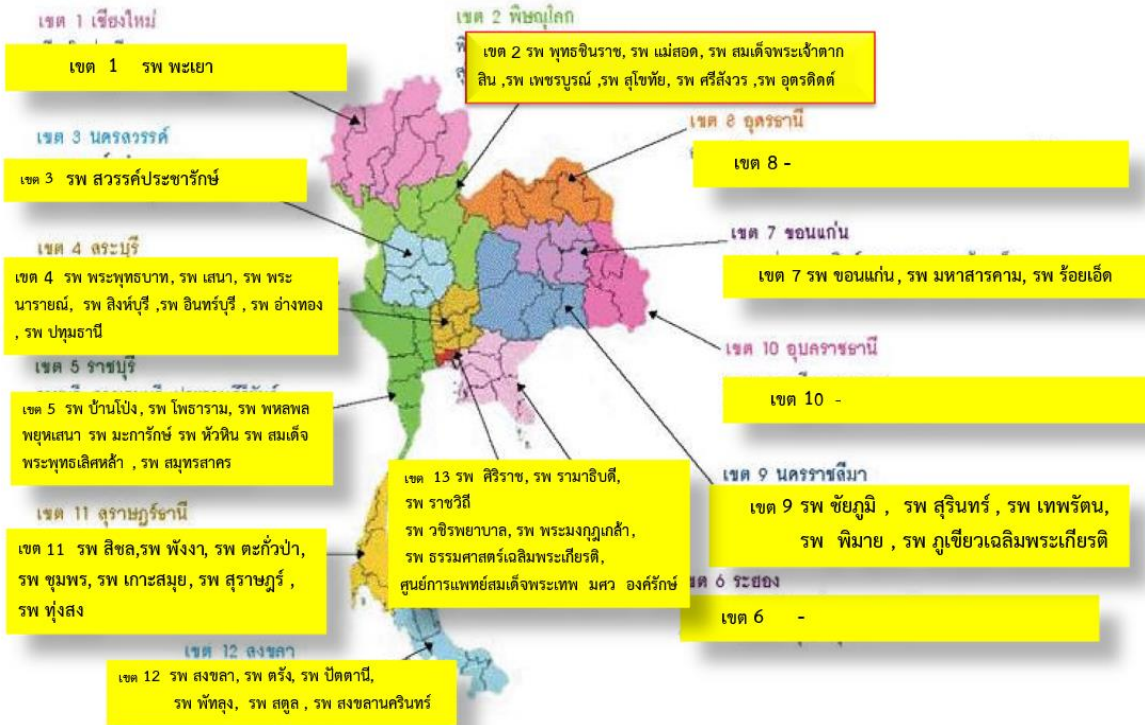 เขต 1 เชียงใหม่
เขต 1 รพ พะเยา
เขต 2 พิษณุโลก
เขต 2 รพ พุทธชินราช, รพ แม่สอด, รพ สมเด็จพระเจ้าตาก
สิน ,รพ เพชรบูรณ์ ,รพ สุโขทัย, รพ ศรีสังวร ,รพ อุตรดิตถ์
เขต 3 นครสวรรค์
เขต 3 รพ สวรรค์ประชารักษ์
เขต 8 อุดรธานี
เขต 8 -
เขต 4 สระบุรี
เขต 4 รพ พระพุทธบาท, รพ เสนา, รพ พระ
นารายณ์, รพ สิงห์บุรี ,รพ อินทร์บุรี , รพ อ่างทอง
, รพ ปทุมธานี
เขต 7 ขอนแก่น
เขต 7 รพ ขอนแก่น, รพ มหาสารคาม, รพ ร้อยเอ็ด
เขต 10 อุบลราชธานี
เขต 10 -
เขต 5 ราชบุรี
เขต 5 รพ บ้านโป่ง, รพ โพธาราม, รพ พหลพล
พยุหเสนา รพ มะการักษ์ รพ หัวหิน รพ สมเด็จ
พระพุทธเลิศหล้า , รพ สมุทรสาคร
เขต 9 นครราชสีมา
เขต 9 รพ ชัยภูมิ , รพ สุรินทร์ , รพ เทพรัตน,
รพ พิมาย , รพ ภูเขียวเฉลิมพระเกียรติ
เขต 13 รพ ศิริราช, รพ รามาธิบดี,
รพ ราชวิถี
รพ วชิรพยาบาล, รพ พระมงกุฎเกล้า,
รพ ธรรมศาสตร์เฉลิมพระเกียรติ,
ศูนย์การแพทย์สมเด็จพระเทพ มศว องค์รักษ์
เขต 11 สุราษฎร์ธานี
เขต 11 รพ สิชล,รพ พังงา, รพ ตะกั่วป่า,
รพ ชุมพร, รพ เกาะสมุย, รพ สุราษฎร์ ,
รพ ทุ่งสง
เขต 6 ระยอง
เขต 6 -
เขต 12 สงขลา
เขต 12 รพ สงขลา, รพ ตรัง, รพ ปัตตานี,
รพ พัทลุง, รพ สตูล , รพ สงขลานครินทร์